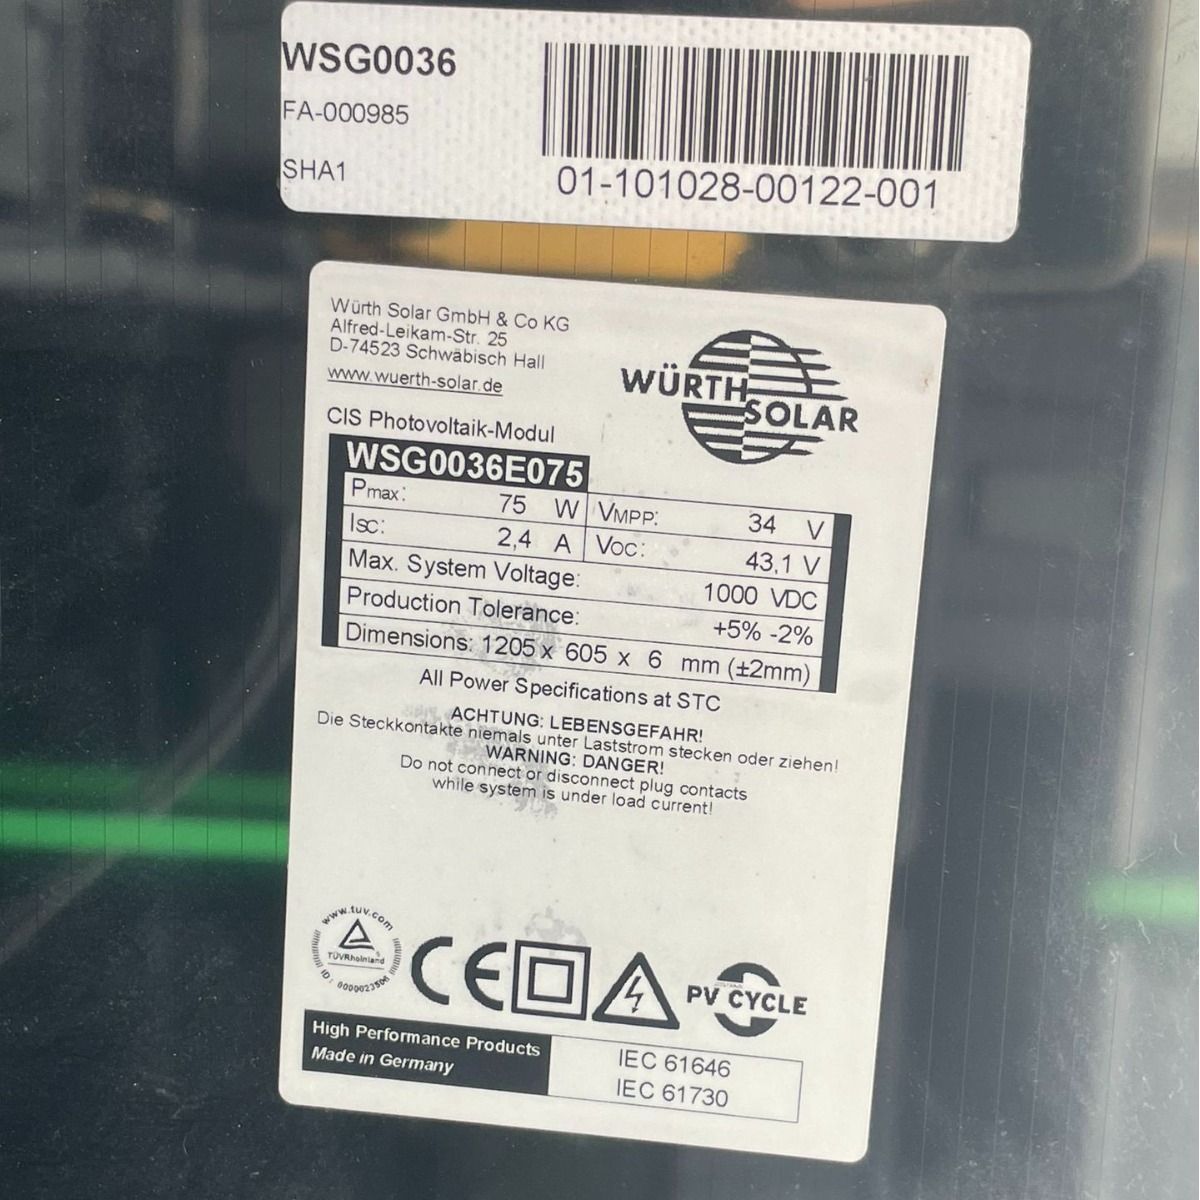 WSG0036
FA-000985
SHA1
01-101028-00122-001
Würth Solar GmbH & Co KG
Alfred-Leikam-Str. 25
D-74523 Schwäbisch Hall
www.wuerth-solar.de
WÜRTH
SOLAR
CIS Photovoltaik-Modul
WSG0036E075
Pmax: 75 W VMPP: 34 V
Isc: 2,4 A Voc: 43,1 V
Max. System Voltage: 1000 VDC
Production Tolerance: +5% -2%
Dimensions: 1205 x 605 x 6 mm (±2mm)
All Power Specifications at STC
ACHTUNG: LEBENSGEFAHR!
Die Steckkontakte niemals unter Laststrom stecken oder ziehen!
WARNING: DANGER!
Do not connect or disconnect plug contacts
while system is under load current!
www.tuv.com
TÜVRheinland
ID: 0000023506
CE
PV CYCLE
High Performance Products
Made in Germany
IEC 61646
IEC 61730